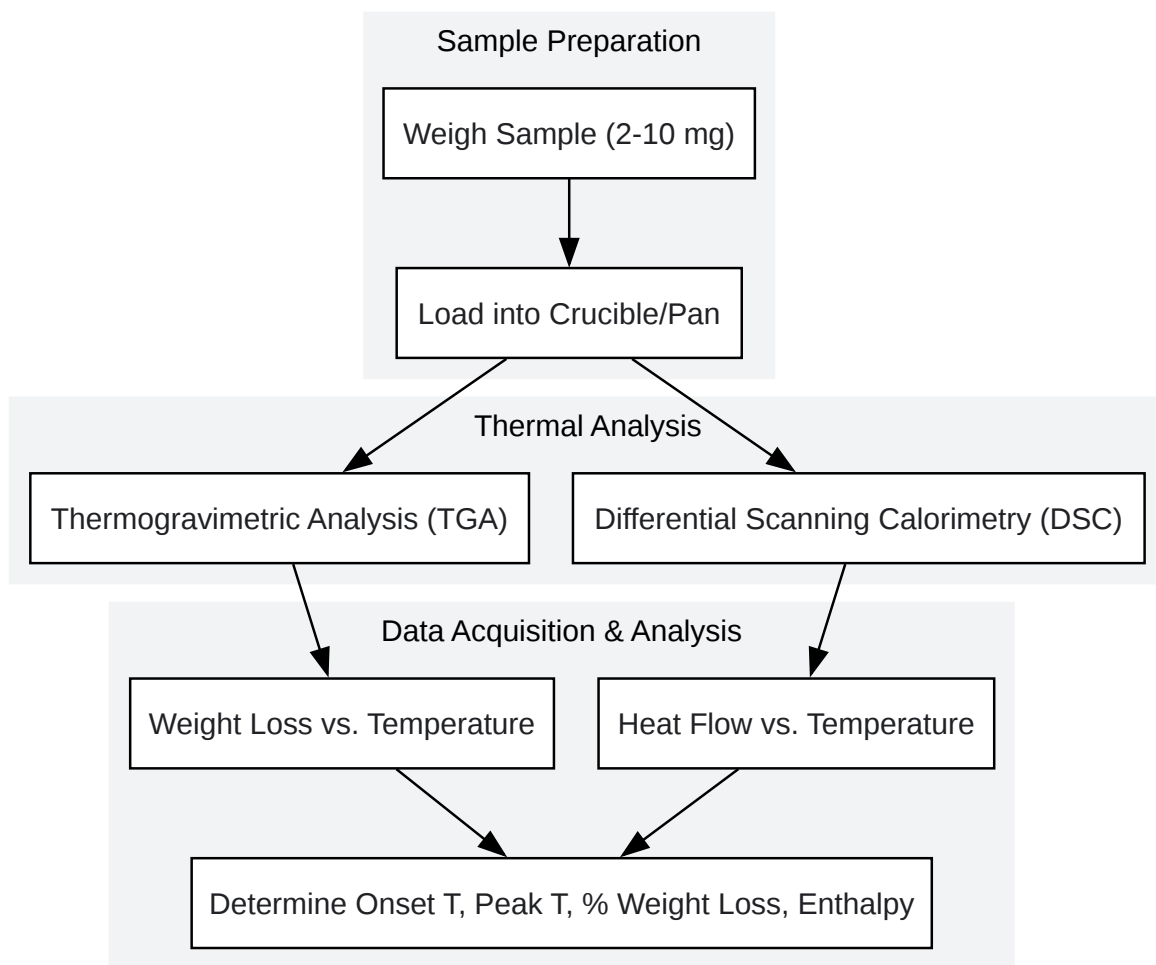 Sample Preparation
Weigh Sample (2-10 mg)
Load into Crucible/Pan
Thermal Analysis
Thermogravimetric Analysis (TGA)
Differential Scanning Calorimetry (DSC)
Data Acquisition & Analysis
Weight Loss vs. Temperature
Heat Flow vs. Temperature
Determine Onset T, Peak T, % Weight Loss, Enthalpy